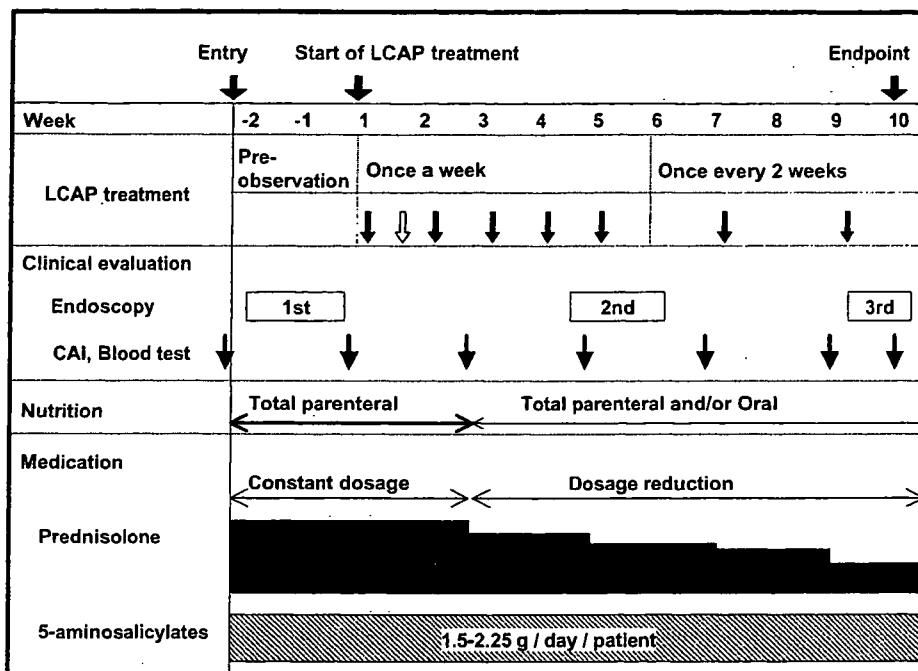 Entry Start of LCAP treatment Endpoint
Week -2 -1 1 2 3 4 5 6 7 8 9 10
LCAP treatment
Pre-
observation
Once a week
Once every 2 weeks
Clinical evaluation
Endoscopy 1st 2nd 3rd
CAI, Blood test
Nutrition Total parenteral Total parenteral and/or Oral
Medication
Constant dosage Dosage reduction
Prednisolone
5-aminosalicylates 1.5-2.25 g / day / patient